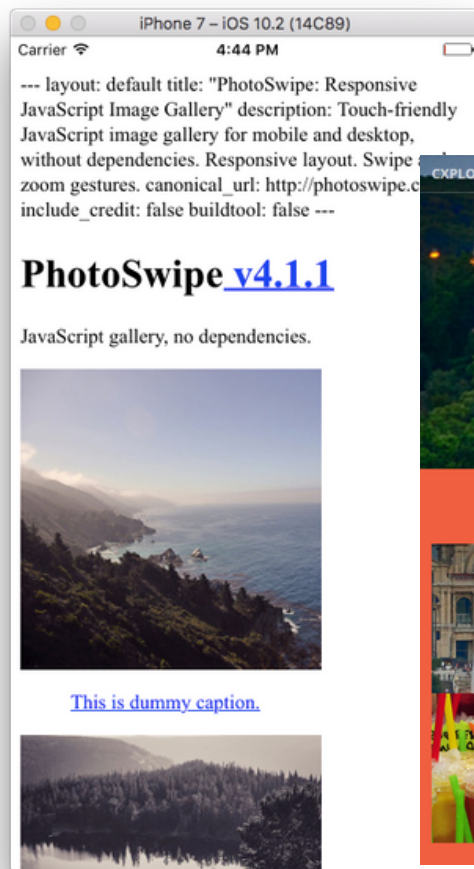 iPhone 7 – iOS 10.2 (14C89)
Carrier 4:44 PM
--- layout: default title: "PhotoSwipe: Responsive
JavaScript Image Gallery" description: Touch-friendly
JavaScript image gallery for mobile and desktop,
without dependencies. Responsive layout. Swipe
zoom gestures. canonical_url: http://photoswipe.c
include_credit: false buildtool: false ---
PhotoSwipe v4.1.1
JavaScript gallery, no dependencies.
This is dummy caption.
CXPLO